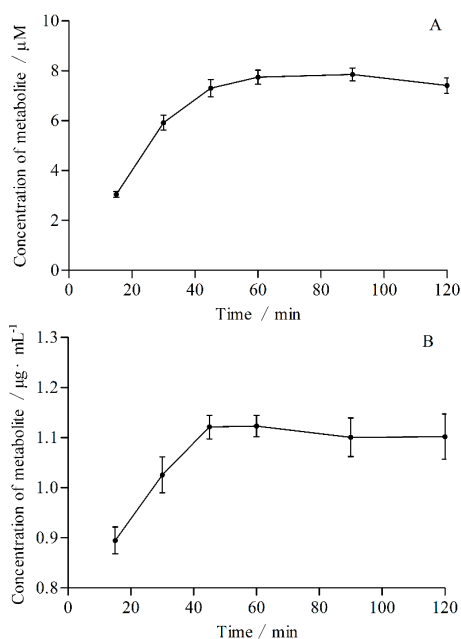 A
Concentration of metabolite / μM
10
8
6
4
2
0
0 20 40 60 80 100 120
Time / min
B
Concentration of metabolite / μg· mL⁻¹
1.3
1.2
1.1
1.0
0.9
0.8
0 20 40 60 80 100 120
Time / min